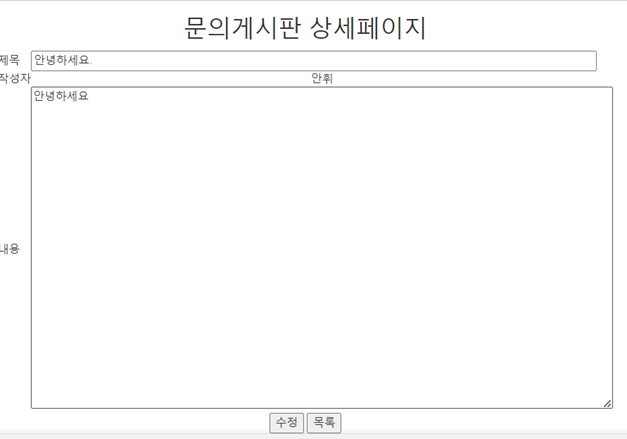 문의게시판 상세페이지
제목 안녕하세요.
작성자 안휘
안녕하세요
내용
수정 목록